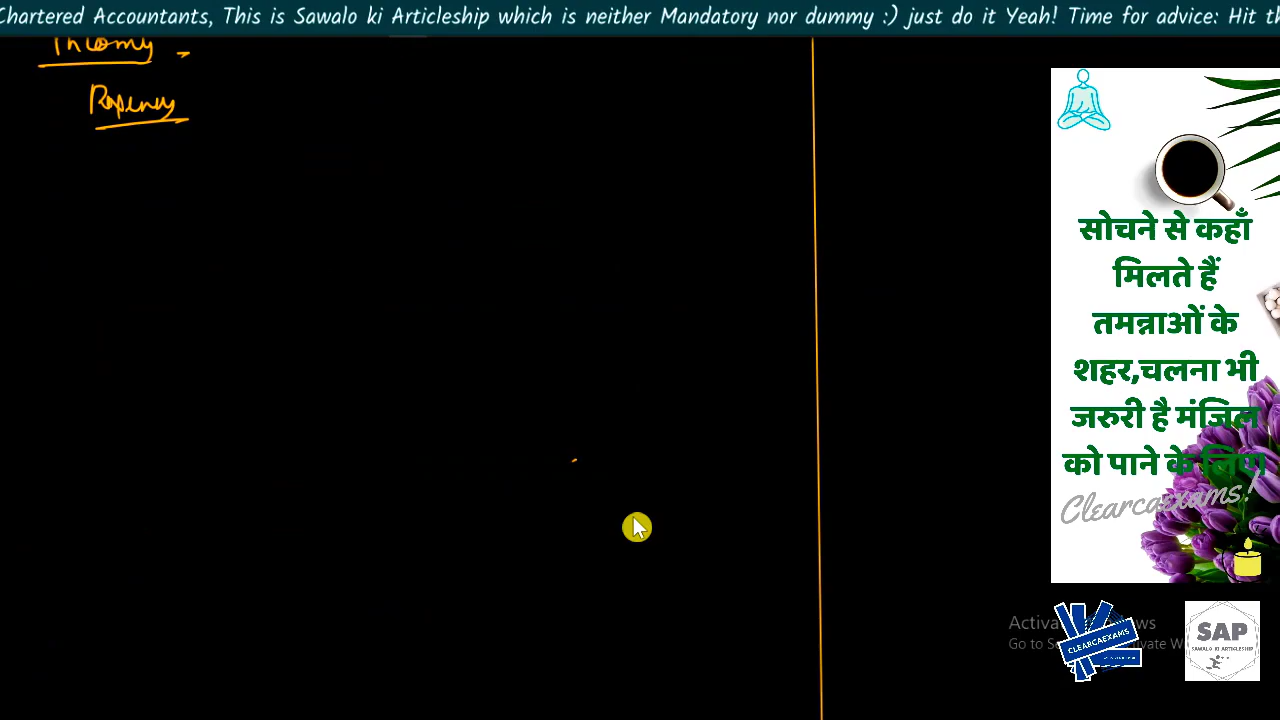 Chartered Accountants, This is Sawalo ki Articleship which is neither Mandatory nor dummy :) just do it Yeah! Time for advice: Hit th
सोचने से कहाँ
मिलते हैं
तमन्नाओं के
शहर,चलना भी
जरुरी है मंजिल
को पाने के लिए।
Clearcaexams!
Activa
Go to S
ivate W
CLEARCAEXAMS
SAP
SAWALO KI ARTICLESHIP